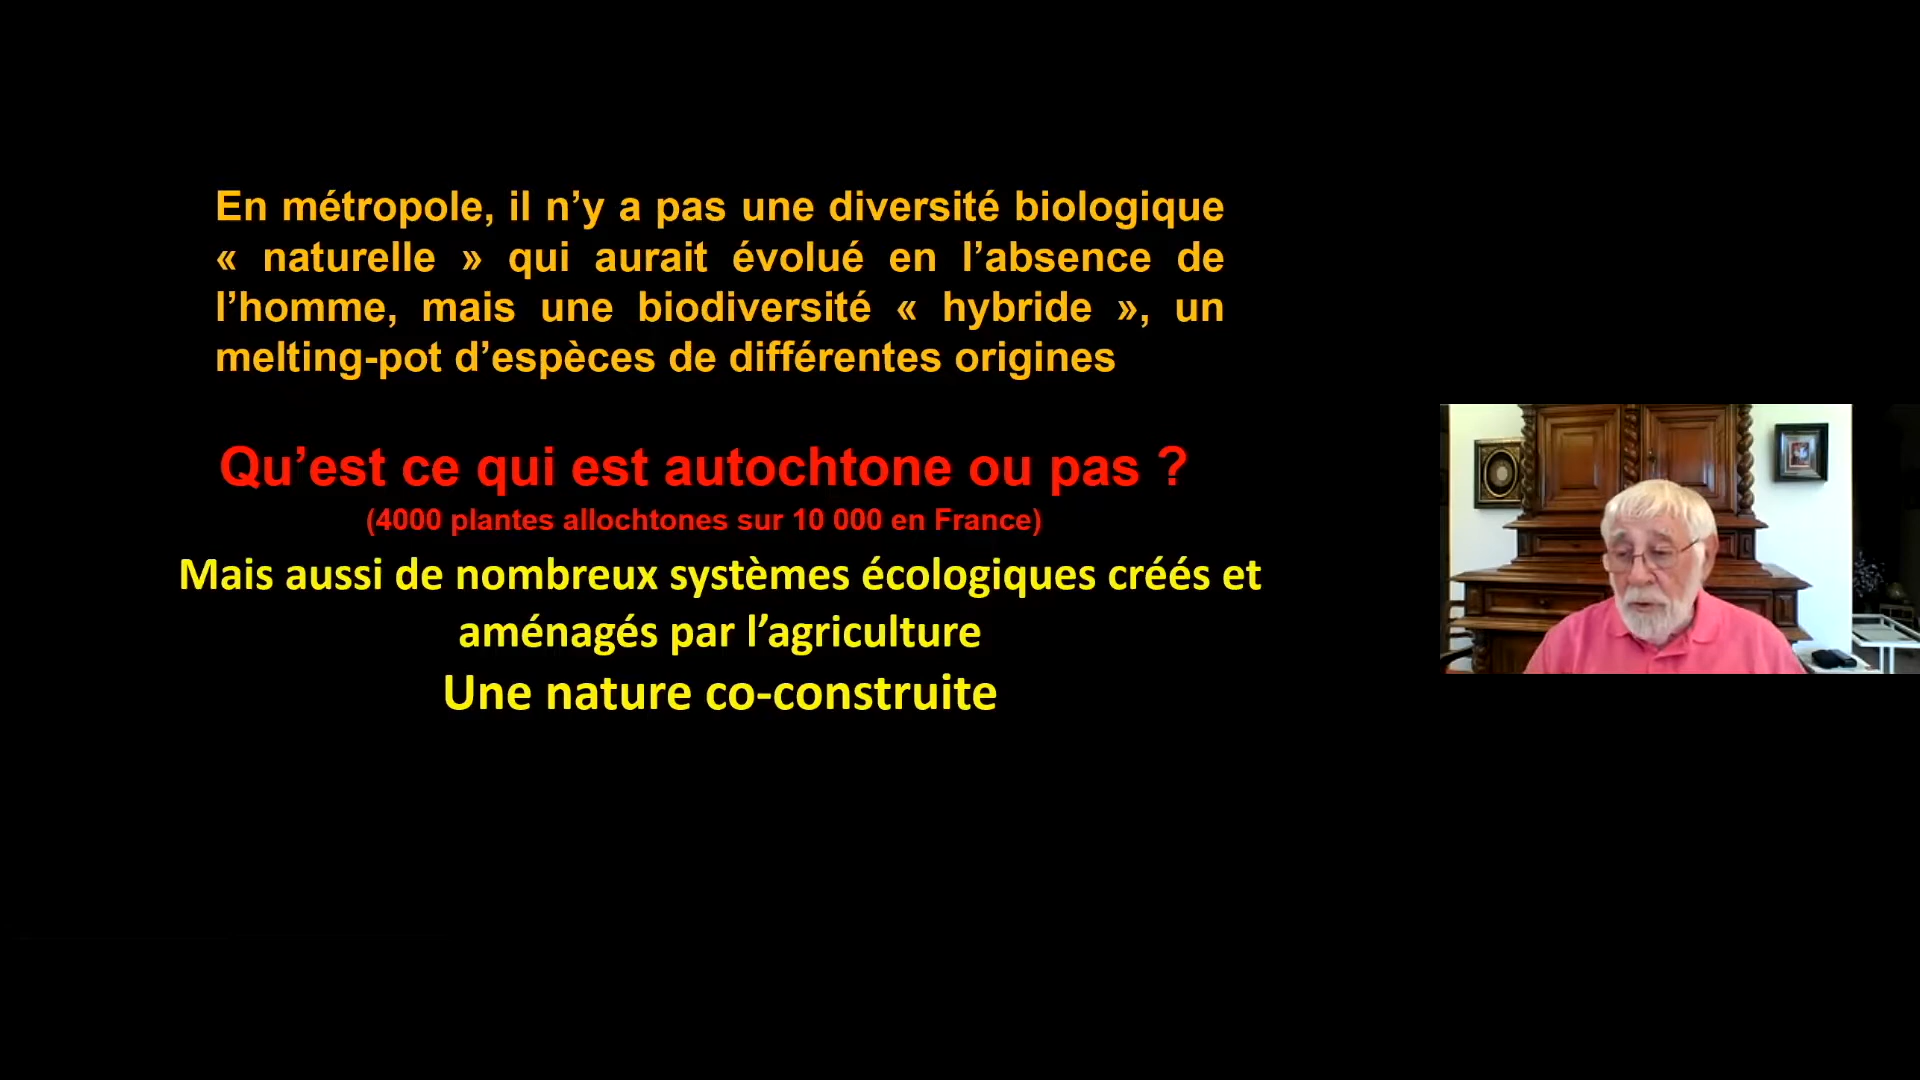 En métropole, il n’y a pas une diversité biologique
« naturelle » qui aurait évolué en l’absence de
l’homme, mais une biodiversité « hybride », un
melting-pot d’espèces de différentes origines
Qu’est ce qui est autochtone ou pas ?
(4000 plantes allochtones sur 10 000 en France)
Mais aussi de nombreux systèmes écologiques créés et
aménagés par l’agriculture
Une nature co-construite